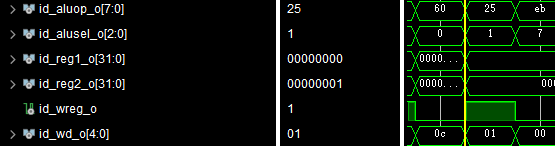 id_aluop_o[7:0] 25 60 25 eb
id_alusel_o[2:0] 1 0 1 7
id_reg1_o[31:0] 00000000 0000...
id_reg2_o[31:0] 00000001 0000... 000
id_wreg_o 1
id_wd_o[4:0] 01 0c 01 00